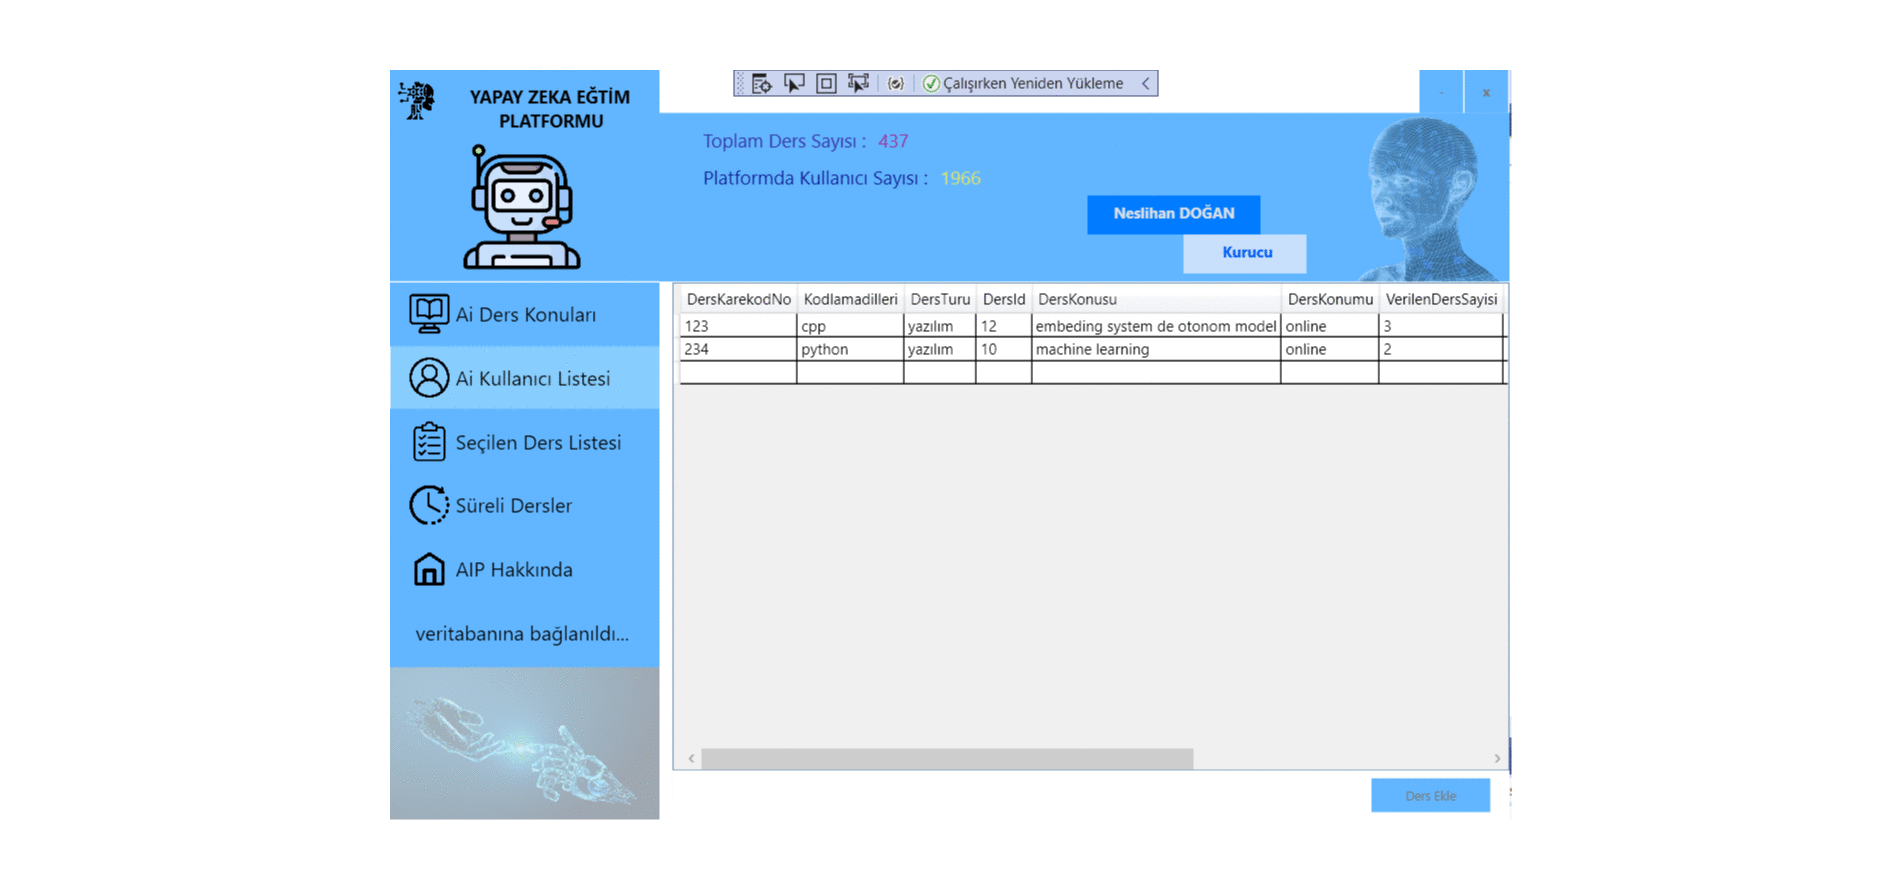 YAPAY ZEKA EĞTİM
PLATFORMU
Çalışırken Yeniden Yükleme
- x
Toplam Ders Sayısı : 437
Platformda Kullanıcı Sayısı : 1966
Neslihan DOĞAN
Kurucu
Ai Ders Konuları
Ai Kullanıcı Listesi
Seçilen Ders Listesi
Süreli Dersler
AIP Hakkında
veritabanına bağlanıldı...
DersKarekodNo Kodlamadilleri DersTuru DersId DersKonusu DersKonumu VerilenDersSayisi
123 cpp yazılım 12 embeding system de otonom model online 3
234 python yazılım 10 machine learning online 2
Ders Ekle